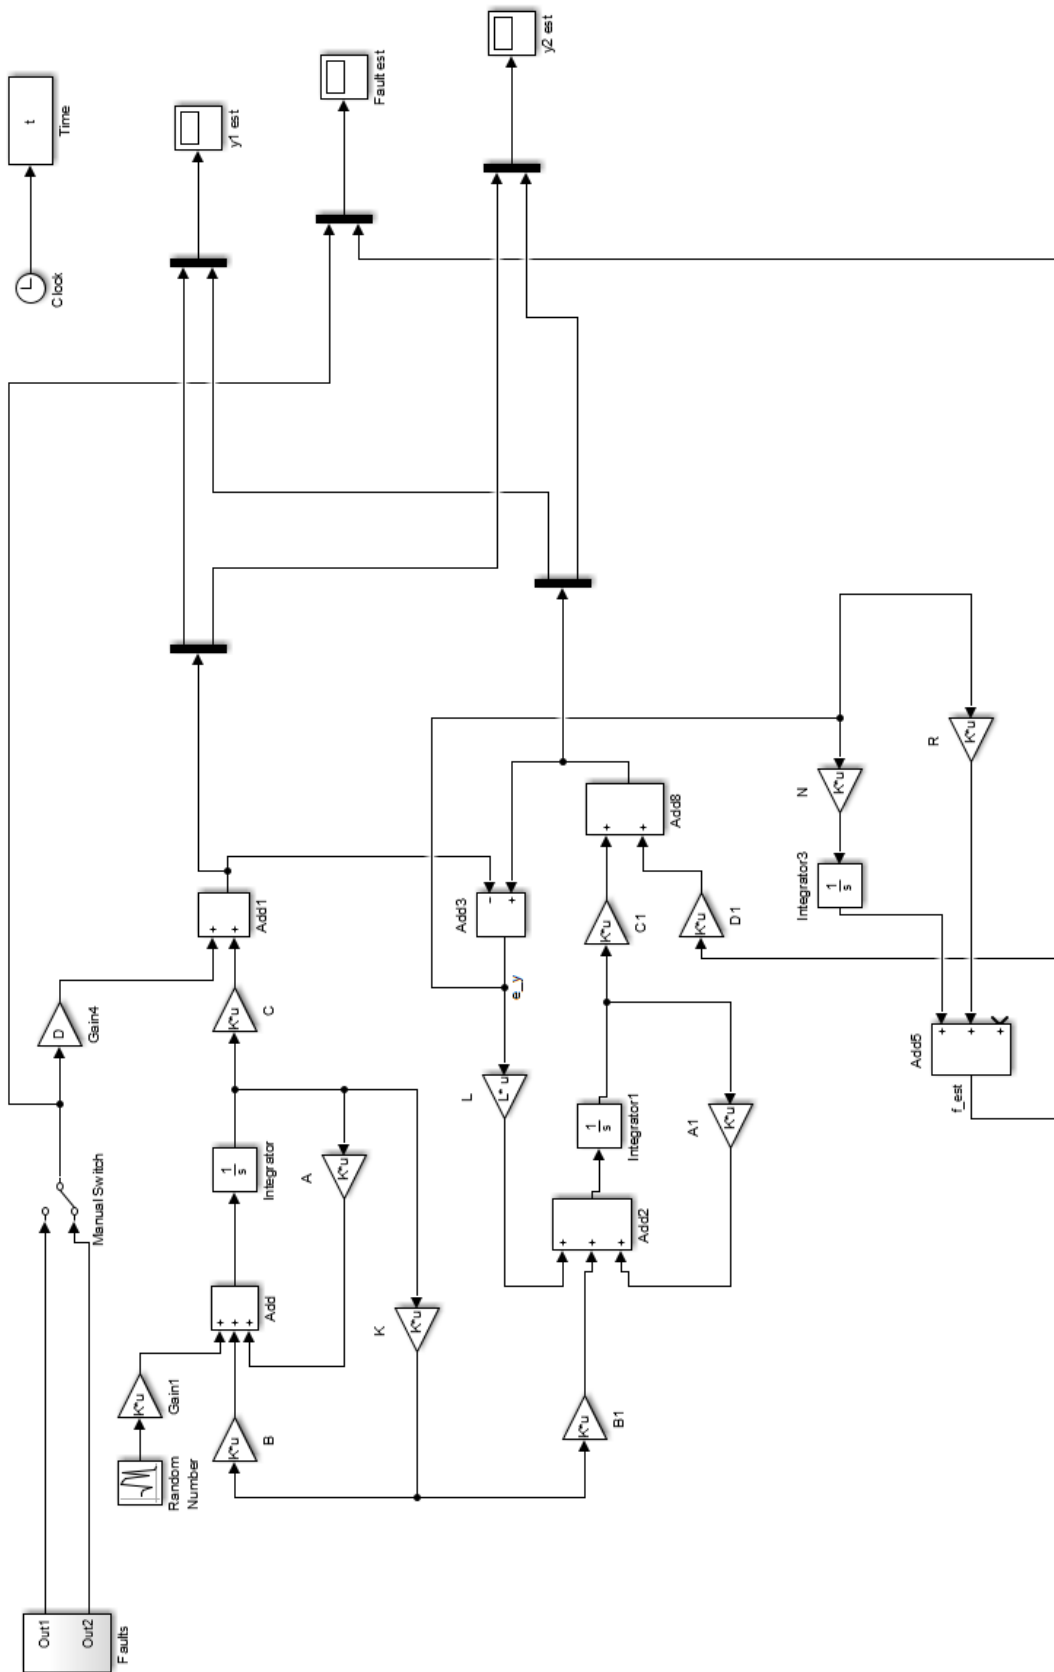 t
Time
Clock
y1 est
Fault est
y2 est
Out1
Out2
Faults
Manual Switch
D
Gain4
Random
Number
K*u
Gain1
K*u
B
+
+
+
Add
1
s
Integrator
K*u
A
K*u
K
K*u
C
+
+
Add1
-
+
Add3
e_y
L* u
L
K*u
B1
+
+
+
Add2
1
s
Integrator1
K*u
A1
K*u
C1
K*u
D1
+
+
Add8
K*u
N
1
s
Integrator3
K*u
R
+
+
+
Add5
f_est